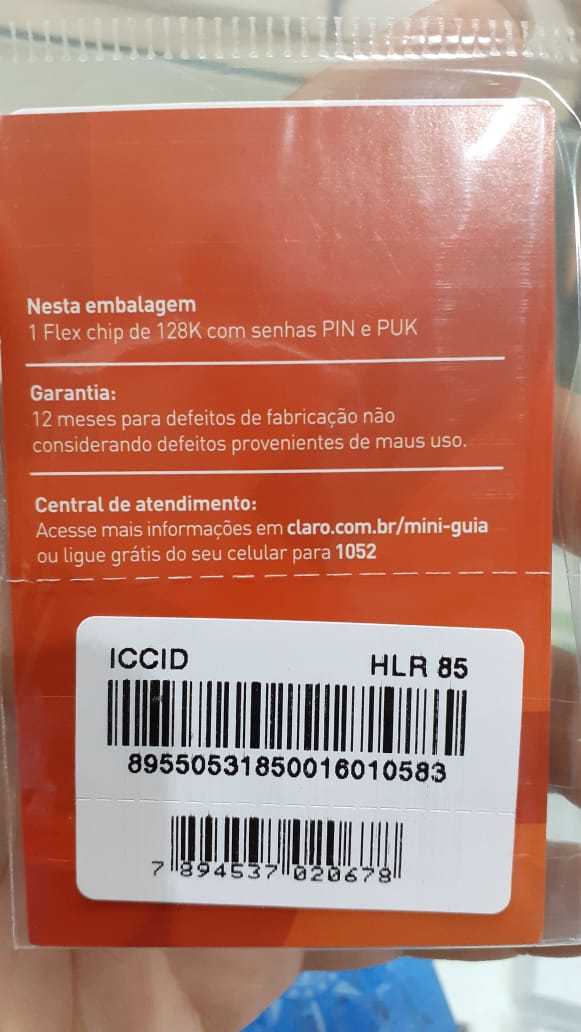 Nesta embalagem
1 Flex chip de 128K com senhas PIN e PUK
Garantia:
12 meses para defeitos de fabricação não
considerando defeitos provenientes de maus uso.
Central de atendimento:
Acesse mais informações em claro.com.br/mini-guia
ou ligue grátis do seu celular para 1052
ICCID HLR 85
89550531850016010583
7 894537 020678